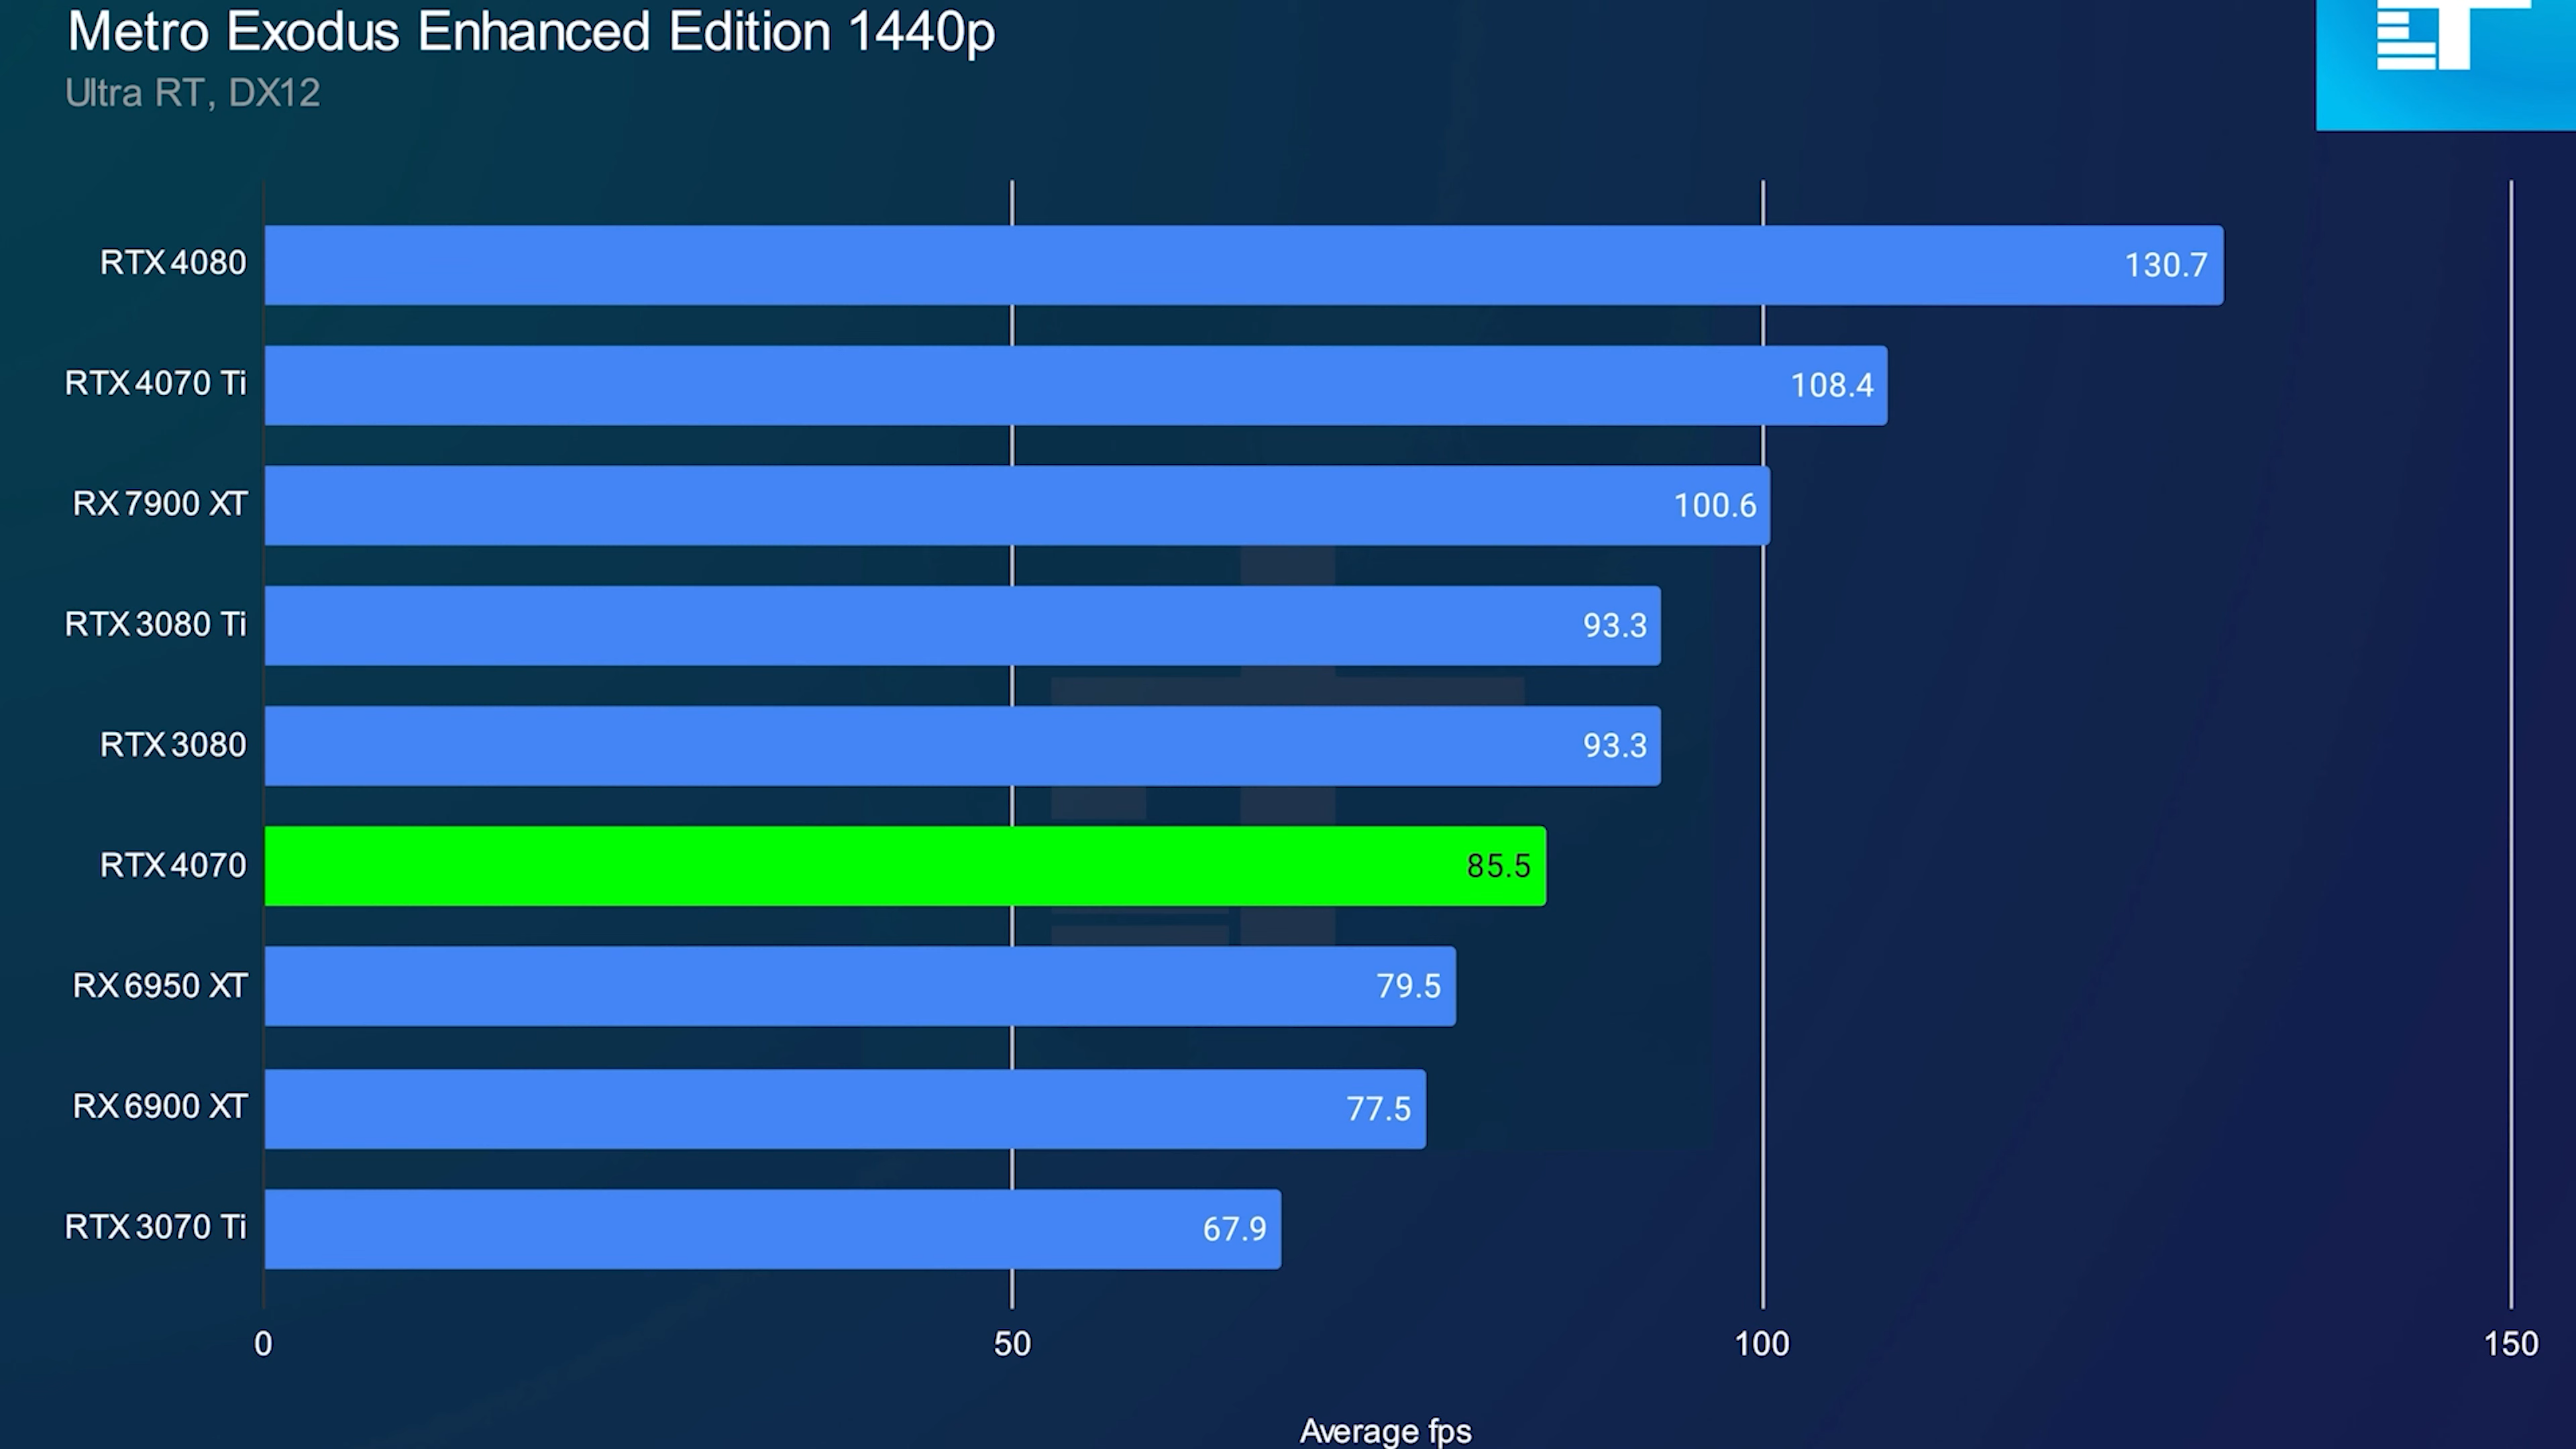 Metro Exodus Enhanced Edition 1440p
Ultra RT, DX12
RTX 4080 130.7
RTX 4070 Ti 108.4
RX 7900 XT 100.6
RTX 3080 Ti 93.3
RTX 3080 93.3
RTX 4070 85.5
RX 6950 XT 79.5
RX 6900 XT 77.5
RTX 3070 Ti 67.9
0 50 100 150
Average fps